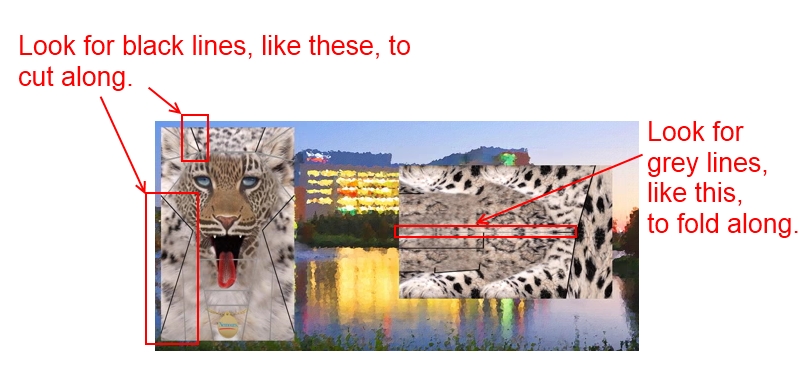 Look for black lines, like these, to
cut along.
Look for
grey lines,
like this,
to fold along.